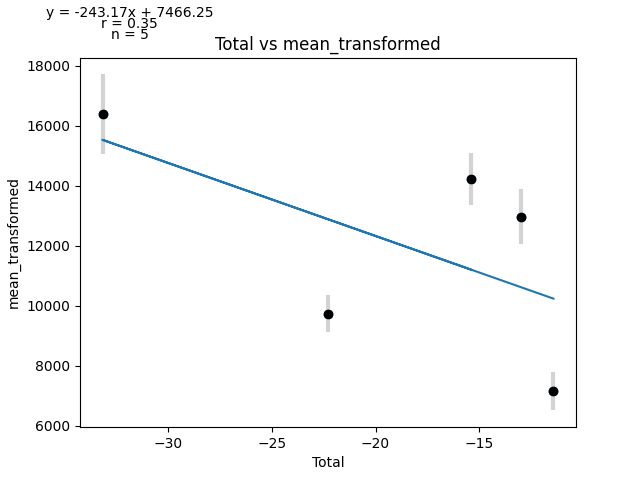 y = -243.17x + 7466.25
r = 0.35
n = 5
Total vs mean_transformed
18000
16000
14000
12000
10000
8000
6000
mean_transformed
−30
−25
−20
−15
Total